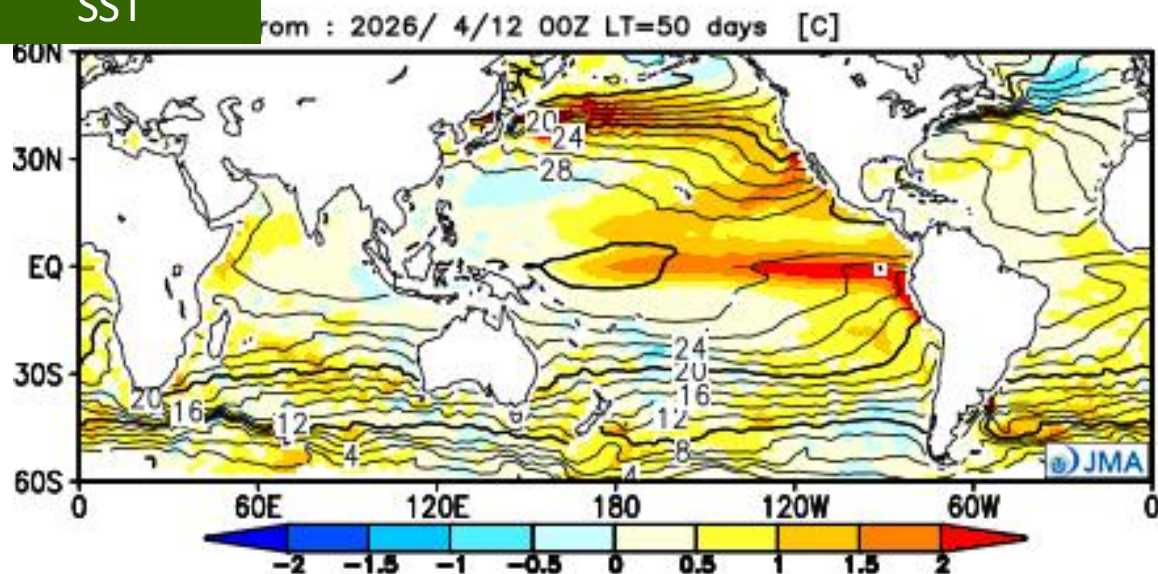 SST
rom : 2026/ 4/12 00Z LT=50 days [C]
60N
30N
EQ
30S
60S
20
24
28
24
20
16
12
8
4
20
16
12
4
JMA
0 60E 120E 180 120W 60W 0
−2 −1.5 −1 −0.5 0 0.5 1 1.5 2